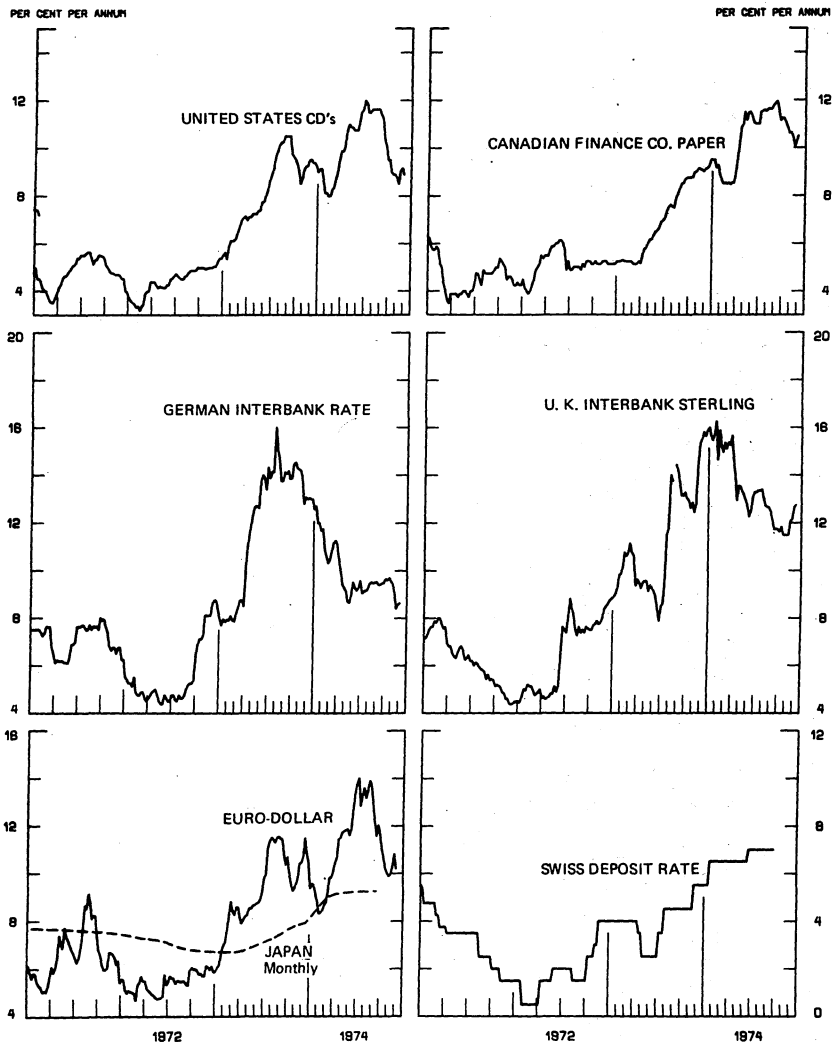 PER CENT PER ANNUM
PER CENT PER ANNUM
UNITED STATES CD's
12
8
4
CANADIAN FINANCE CO. PAPER
12
8
4
GERMAN INTERBANK RATE
20
16
12
8
4
U. K. INTERBANK STERLING
20
16
12
8
4
EURO-DOLLAR
16
12
8
4
JAPAN
Monthly
1972
1974
SWISS DEPOSIT RATE
12
8
4
0
1972
1974